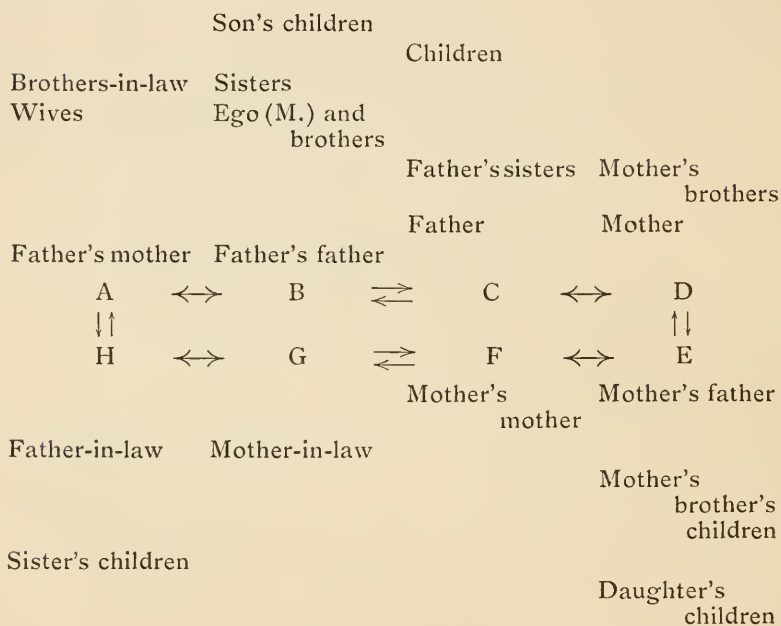 Son's children
Children
Brothers-in-law Sisters
Wives Ego (M.) and
brothers
Father's sisters Mother's
brothers
Father Mother
Father's mother Father's father
A ↔ B ⇄ C ↔ D
↓↑ ↑↓
H ↔ G ⇄ F ↔ E
Mother's Mother's father
mother
Father-in-law Mother-in-law
Mother's
brother's
children
Sister's children
Daughter's
children